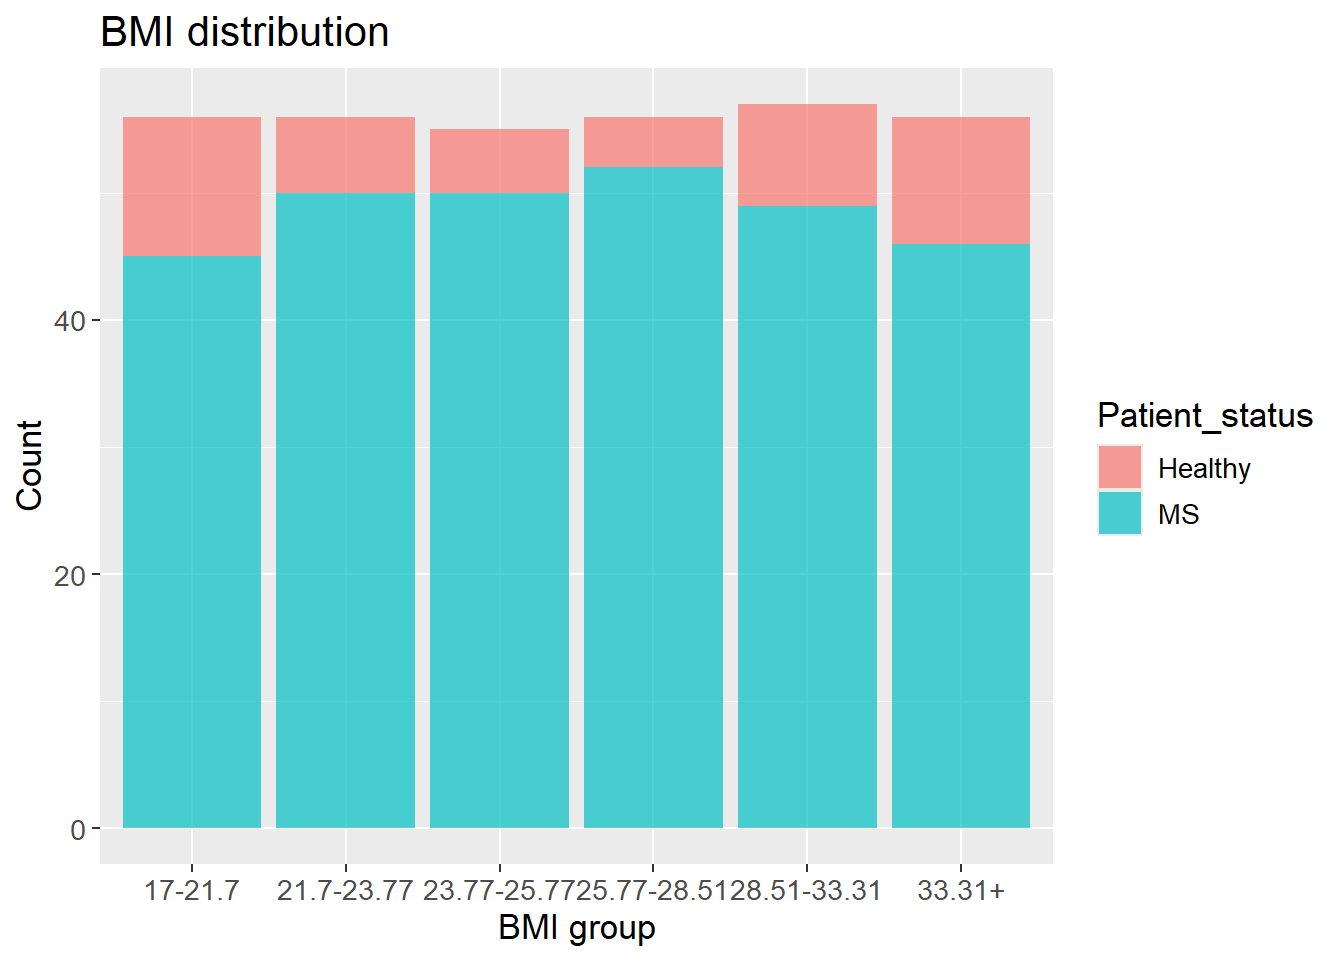 BMI distribution
Count
40
20
0
17-21.7
21.7-23.77
23.77-25.77
25.77-28.51
28.51-33.31
33.31+
BMI group
Patient_status
Healthy
MS